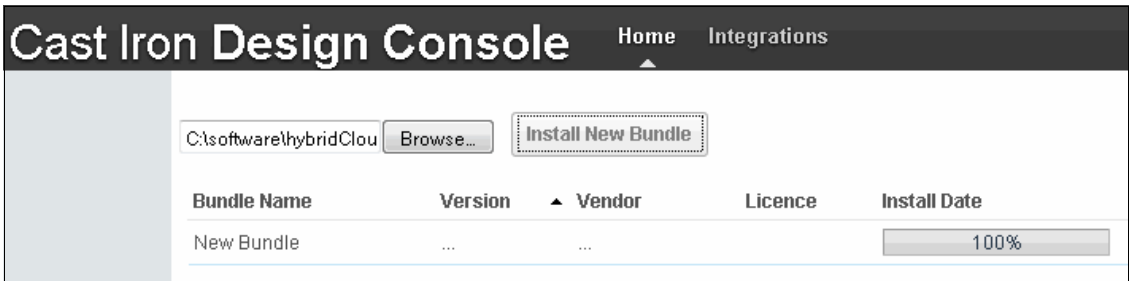 Cast Iron Design Console Home Integrations
C:\software\hybridClou Browse... Install New Bundle
Bundle Name Version Vendor Licence Install Date
New Bundle ... ... 100%